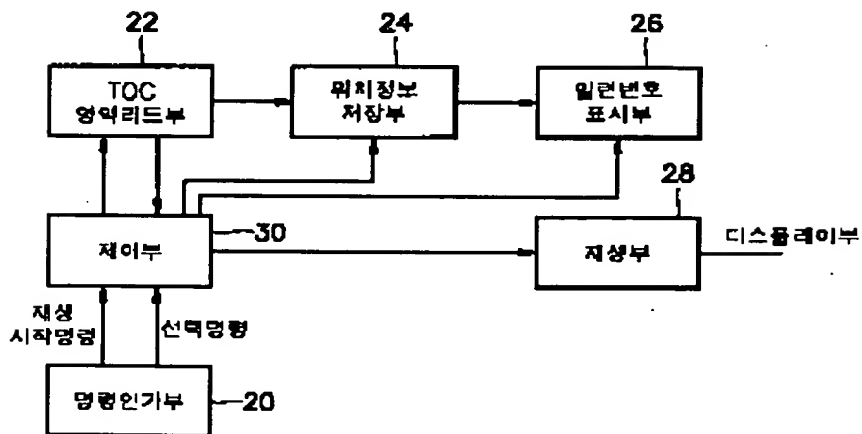 22
24
26
TOC
영역리드부
위치정보
저장부
일련번호
표시부
28
제어부
30
재생부
디스플레이부
재생
시작명령
선택명령
명령인가부
20